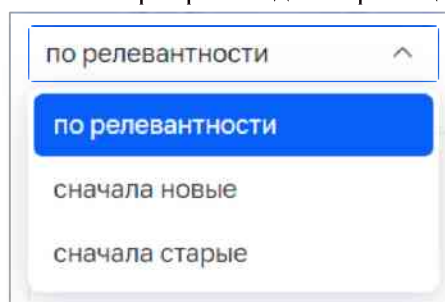 по релевантности
по релевантности
сначала новые
сначала старые